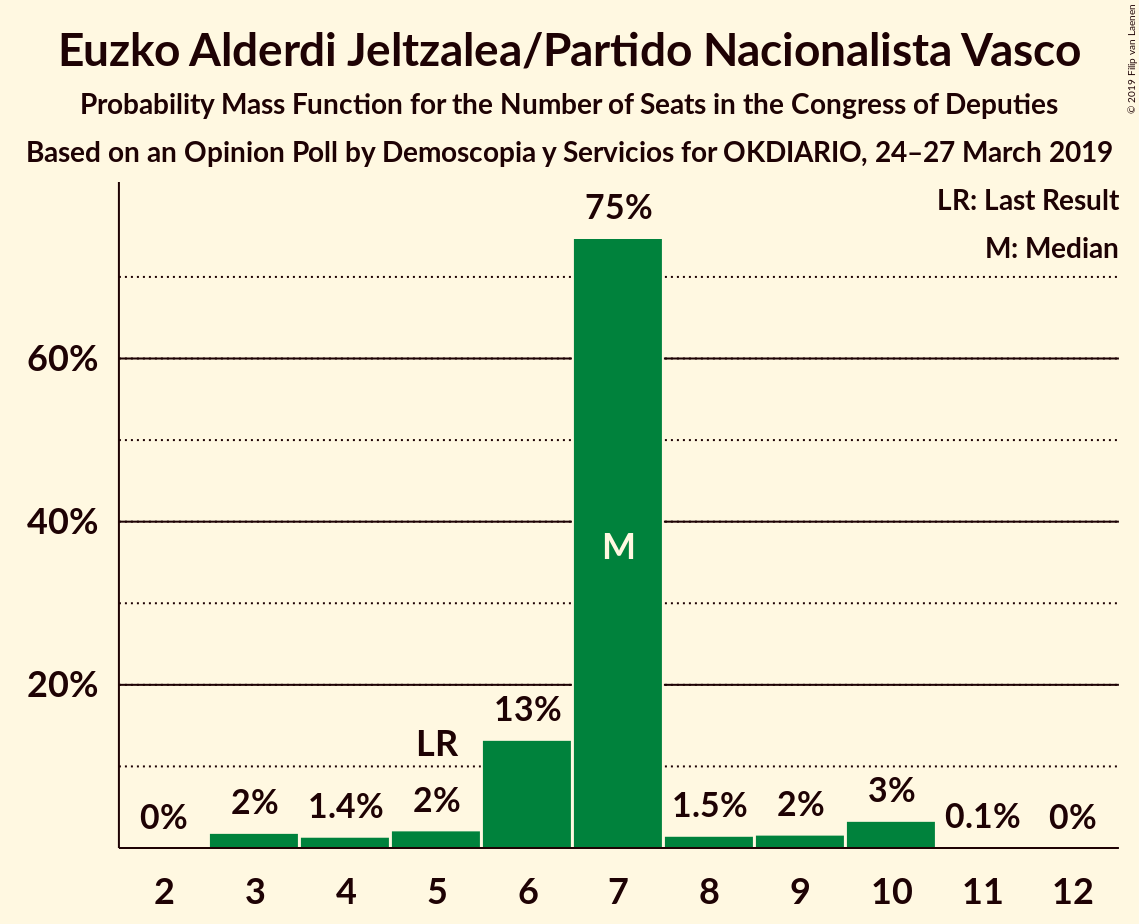 Euzko Alderdi Jeltzalea/Partido Nacionalista Vasco
Probability Mass Function for the Number of Seats in the Congress of Deputies
Based on an Opinion Poll by Demoscopia y Servicios for OKDIARIO, 24–27 March 2019
© 2019 Filip van Laenen
LR: Last Result
M: Median
75%
60%
40%
M
20%
13%
LR
0%
2%
1.4%
2%
1.5%
2%
3%
0.1%
0%
2 3 4 5 6 7 8 9 10 11 12